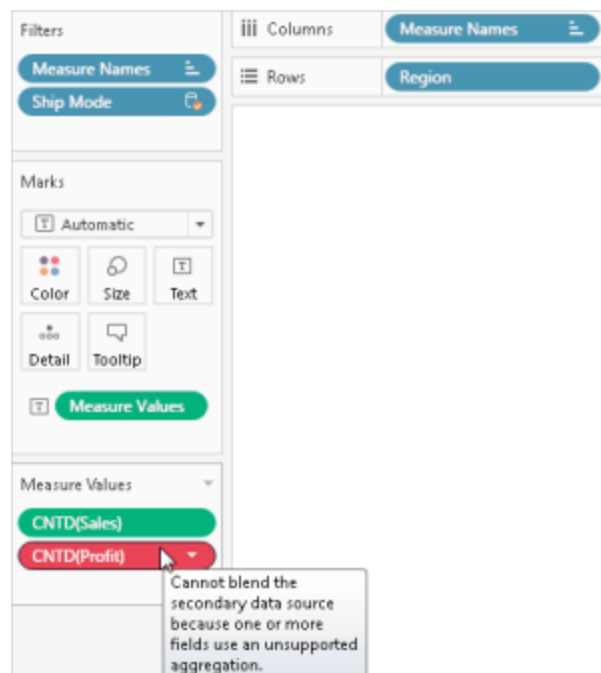 Filters
Measure Names
Ship Mode
Columns
Measure Names
Rows
Region
Marks
T Automatic
Color
Size
T
Text
Detail
Tooltip
T Measure Values
Measure Values
CNTD(Sales)
CNTD(Profit)
Cannot blend the
secondary data source
because one or more
fields use an unsupported
aggregation.